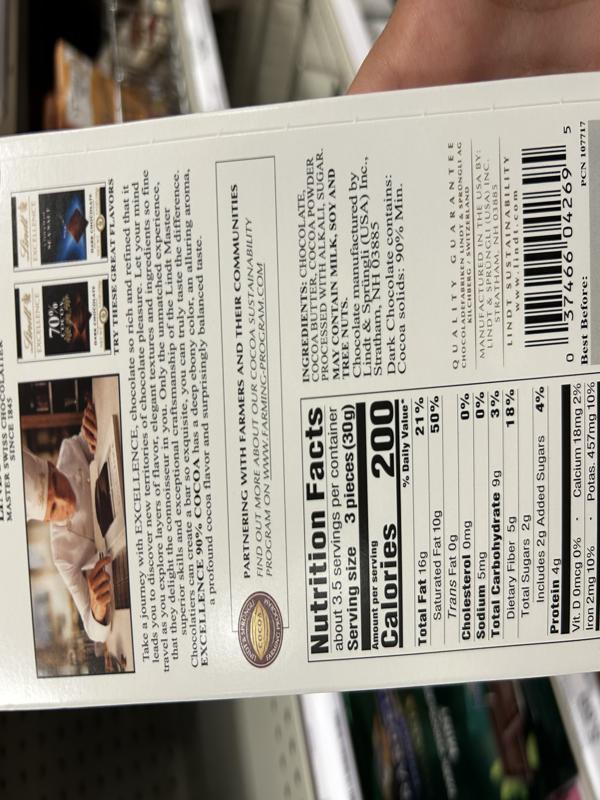 MASTER SWISS CHOCOLATIER
SINCE 1845
Lindt
EXCELLENCE
70%
COCOA
Lindt
EXCELLENCE
DARK CHOCOLATE
TRY THESE GREAT FLAVORS
Take a journey with EXCELLENCE, chocolate so rich and refined that it
leads you to discover new territories of chocolate pleasure. Let your mind
travel as you explore layers of flavor, elegant textures and ingredients so fine
that they delight the connoisseur in you. Only the unmatched experience,
superior skills and exceptional craftsmanship of the Lindt Master
Chocolatiers can create a bar so exquisite, you can truly taste the difference.
EXCELLENCE 90% COCOA has a deep ebony color, an alluring aroma,
a profound cocoa flavor and surprisingly balanced taste.
COCOA
PARTNERING WITH FARMERS AND THEIR COMMUNITIES
FIND OUT MORE ABOUT OUR COCOA SUSTAINABILITY
PROGRAM ON WWW.FARMING-PROGRAM.COM
Nutrition Facts
about 3.5 servings per container
Serving size 3 pieces (30g)
Amount per serving
Calories 200
% Daily Value*
Total Fat 16g 21%
Saturated Fat 10g 50%
Trans Fat 0g
Cholesterol 0mg 0%
Sodium 5mg 0%
Total Carbohydrate 9g 3%
Dietary Fiber 5g 18%
Total Sugars 2g
Includes 2g Added Sugars 4%
Protein 4g
Vit. D 0mcg 0% · Calcium 18mg 2%
Iron 2mg 10% · Potas. 457mg 10%
INGREDIENTS: CHOCOLATE,
COCOA BUTTER, COCOA POWDER
PROCESSED WITH ALKALI, SUGAR.
MAY CONTAIN MILK, SOY AND
TREE NUTS.
Chocolate manufactured by
Lindt & Sprüngli (USA) Inc.,
Stratham, NH 03885
Dark Chocolate contains:
Cocoa solids: 90% Min.
QUALITY GUARANTEE
CHOCOLADEFABRIKEN LINDT & SPRÜNGLI AG
KILCHBERG / SWITZERLAND
MANUFACTURED IN THE USA BY:
LINDT & SPRÜNGLI (USA) INC.
STRATHAM, NH 03885
LINDT SUSTAINABILITY
www.lindt.com
0 37466 04269 5
Best Before:
PCN 107717